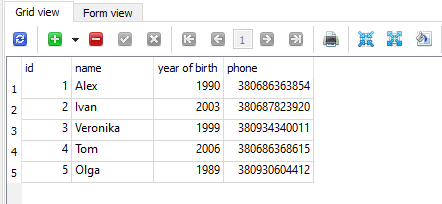 Grid view Form view
1
id name year of birth phone
1 1 Alex 1990 380686363854
2 2 Ivan 2003 380687823920
3 3 Veronika 1999 380934340011
4 4 Tom 2006 380686368615
5 5 Olga 1989 380930604412